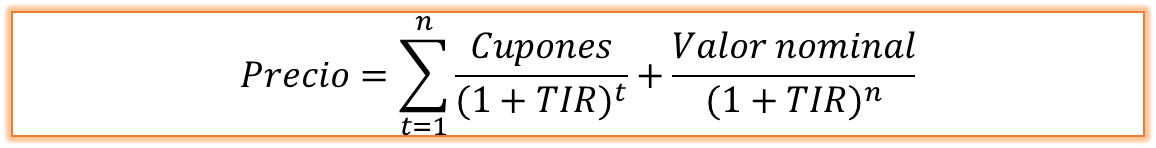 Precio = ∑_{t=1}^{n} Cupones / (1 + TIR)^t + Valor nominal / (1 + TIR)^n